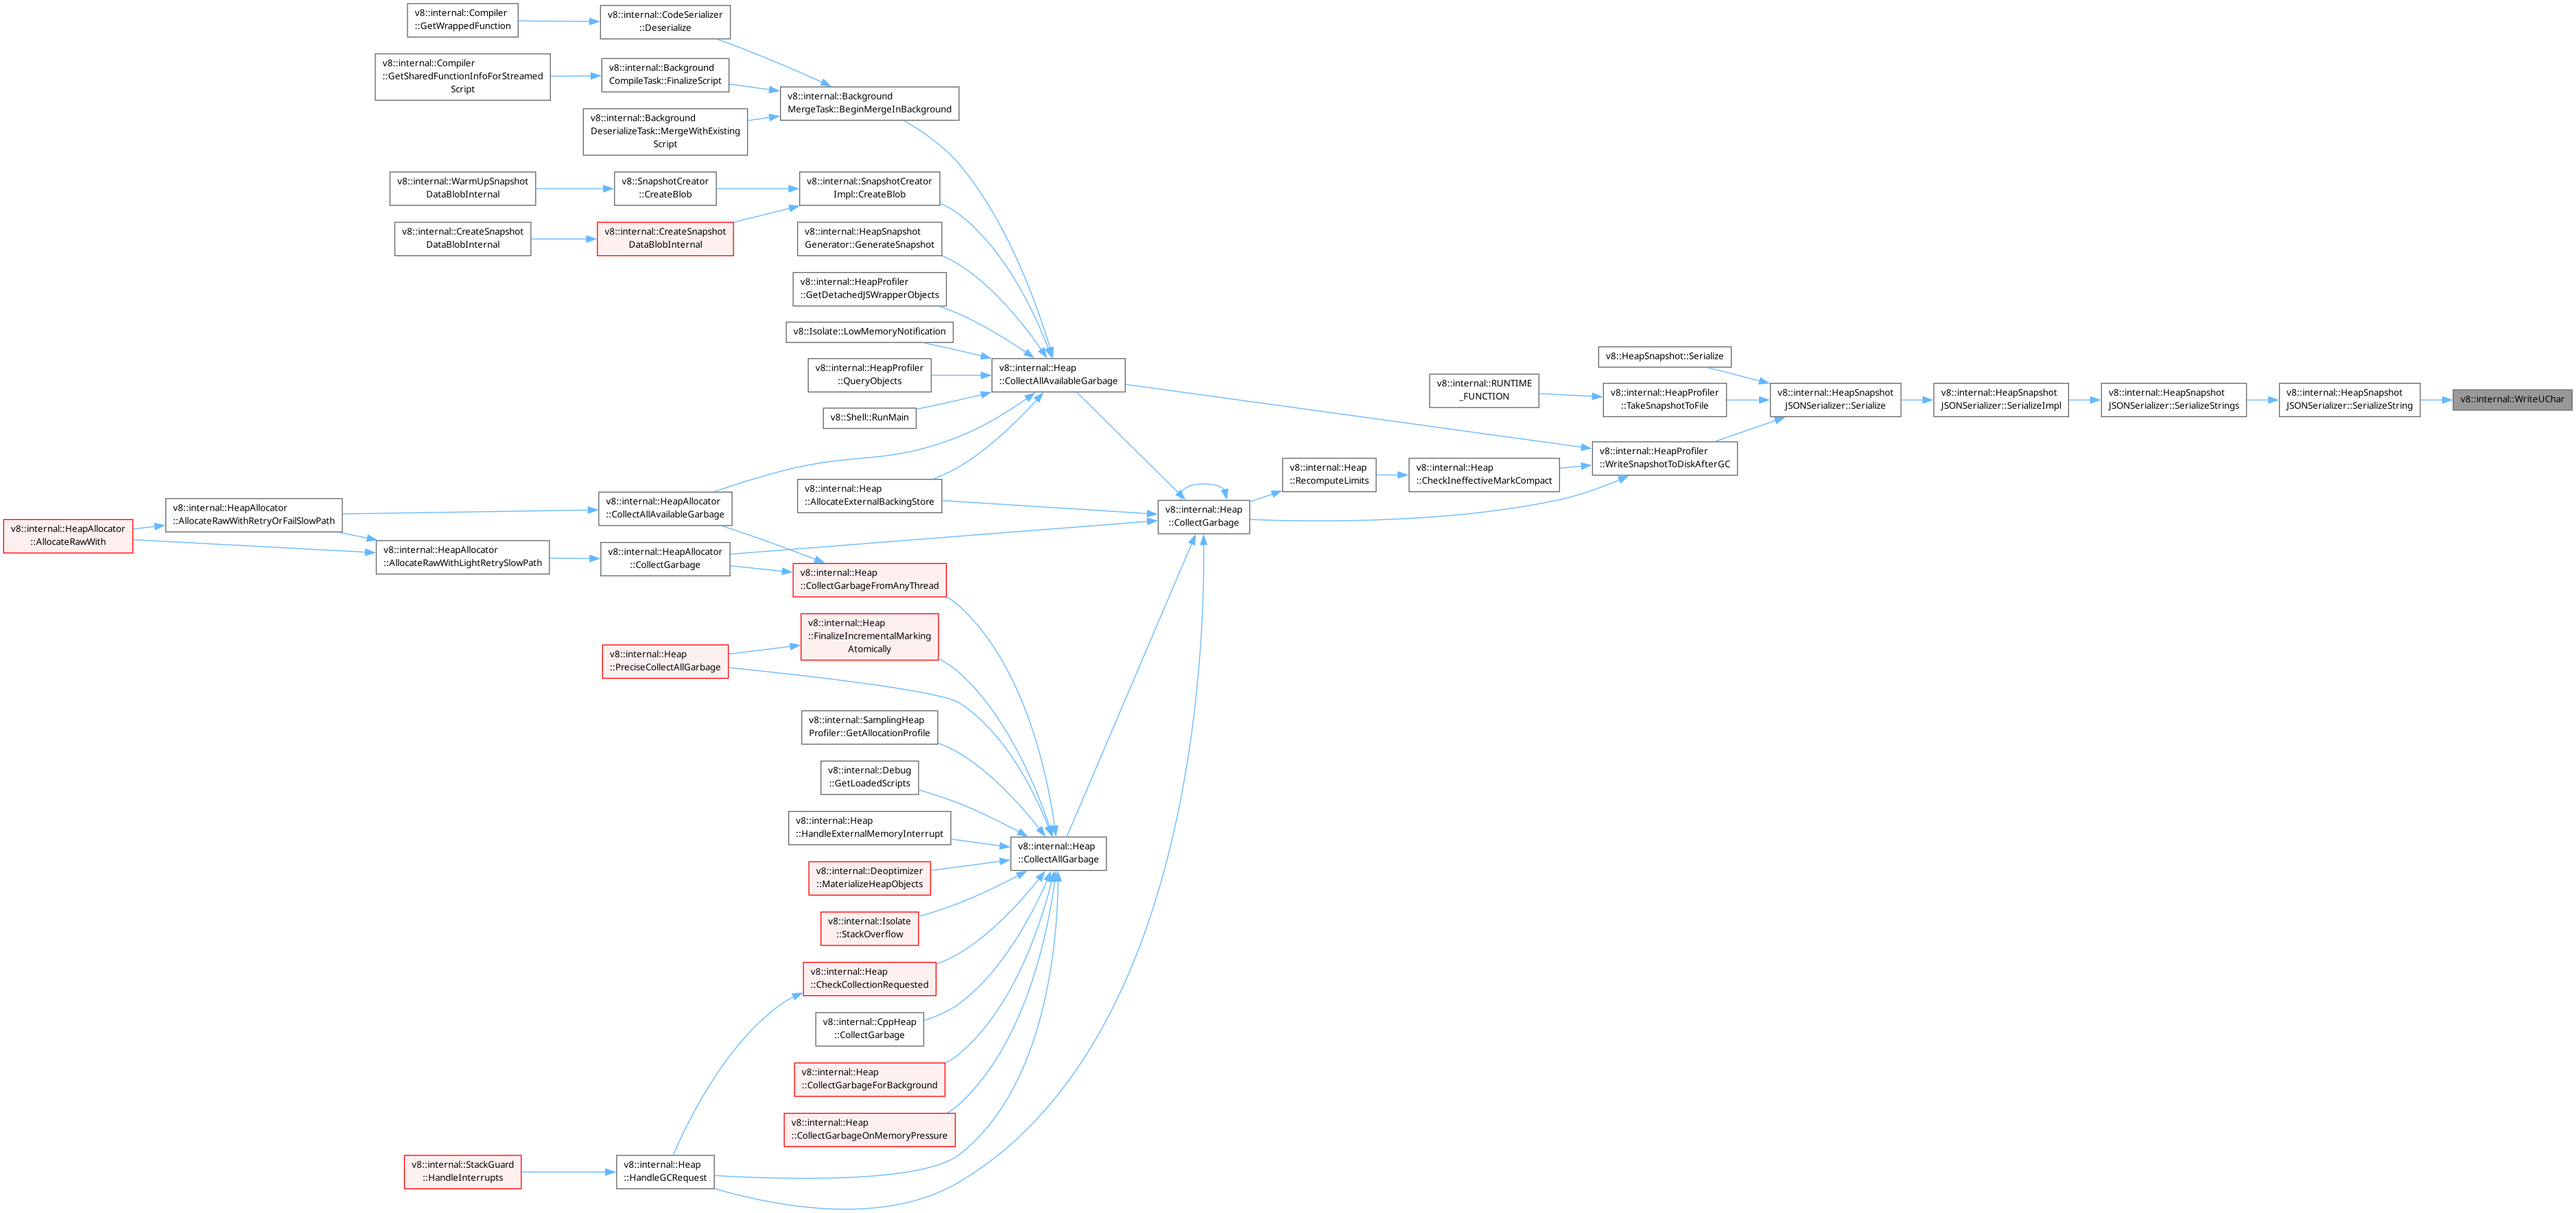 v8::internal::Compiler
::GetWrappedFunction
v8::internal::CodeSerializer
::Deserialize
v8::internal::Compiler
::GetSharedFunctionInfoForStreamed
Script
v8::internal::Background
CompileTask::FinalizeScript
v8::internal::Background
MergeTask::BeginMergeInBackground
v8::internal::Background
DeserializeTask::MergeWithExisting
Script
v8::internal::WarmUpSnapshot
DataBlobInternal
v8::SnapshotCreator
::CreateBlob
v8::internal::SnapshotCreator
Impl::CreateBlob
v8::internal::CreateSnapshot
DataBlobInternal
v8::internal::CreateSnapshot
DataBlobInternal
v8::internal::HeapSnapshot
Generator::GenerateSnapshot
v8::internal::HeapProfiler
::GetDetachedJSWrapperObjects
v8::Isolate::LowMemoryNotification
v8::internal::HeapProfiler
::QueryObjects
v8::Shell::RunMain
v8::internal::Heap
::CollectAllAvailableGarbage
v8::HeapSnapshot::Serialize
v8::internal::RUNTIME
_FUNCTION
v8::internal::HeapProfiler
::TakeSnapshotToFile
v8::internal::HeapSnapshot
JSONSerializer::Serialize
v8::internal::HeapSnapshot
JSONSerializer::SerializeImpl
v8::internal::HeapSnapshot
JSONSerializer::SerializeStrings
v8::internal::HeapSnapshot
JSONSerializer::SerializeString
v8::internal::WriteUChar
v8::internal::HeapProfiler
::WriteSnapshotToDiskAfterGC
v8::internal::Heap
::RecomputeLimits
v8::internal::Heap
::CheckIneffectiveMarkCompact
v8::internal::Heap
::AllocateExternalBackingStore
v8::internal::Heap
::CollectGarbage
v8::internal::HeapAllocator
::AllocateRawWith
v8::internal::HeapAllocator
::AllocateRawWithRetryOrFailSlowPath
v8::internal::HeapAllocator
::CollectAllAvailableGarbage
v8::internal::HeapAllocator
::AllocateRawWithLightRetrySlowPath
v8::internal::HeapAllocator
::CollectGarbage
v8::internal::Heap
::CollectGarbageFromAnyThread
v8::internal::Heap
::FinalizeIncrementalMarking
Atomically
v8::internal::Heap
::PreciseCollectAllGarbage
v8::internal::SamplingHeap
Profiler::GetAllocationProfile
v8::internal::Debug
::GetLoadedScripts
v8::internal::Heap
::HandleExternalMemoryInterrupt
v8::internal::Heap
::CollectAllGarbage
v8::internal::Deoptimizer
::MaterializeHeapObjects
v8::internal::Isolate
::StackOverflow
v8::internal::Heap
::CheckCollectionRequested
v8::internal::CppHeap
::CollectGarbage
v8::internal::Heap
::CollectGarbageForBackground
v8::internal::Heap
::CollectGarbageOnMemoryPressure
v8::internal::StackGuard
::HandleInterrupts
v8::internal::Heap
::HandleGCRequest